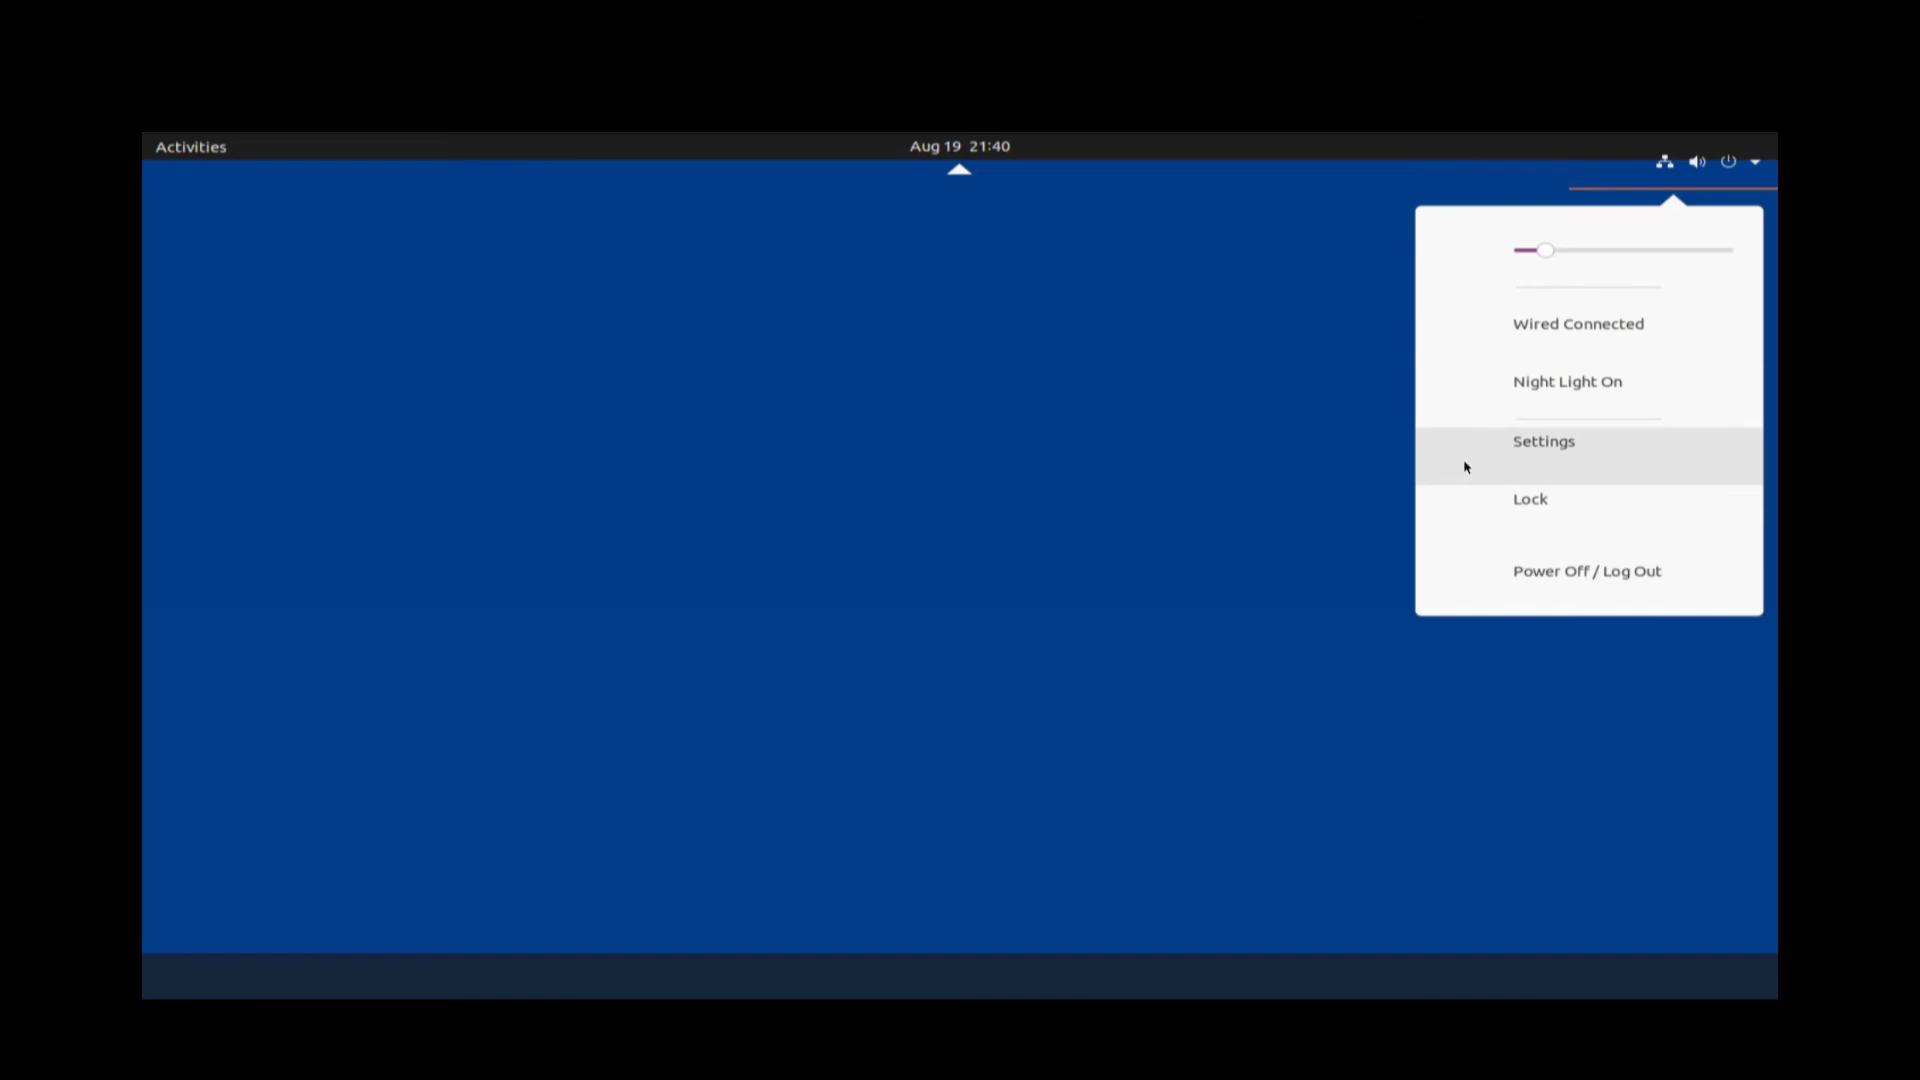 Activities
Aug 19 21:40
Wired Connected
Night Light On
Settings
Lock
Power Off / Log Out